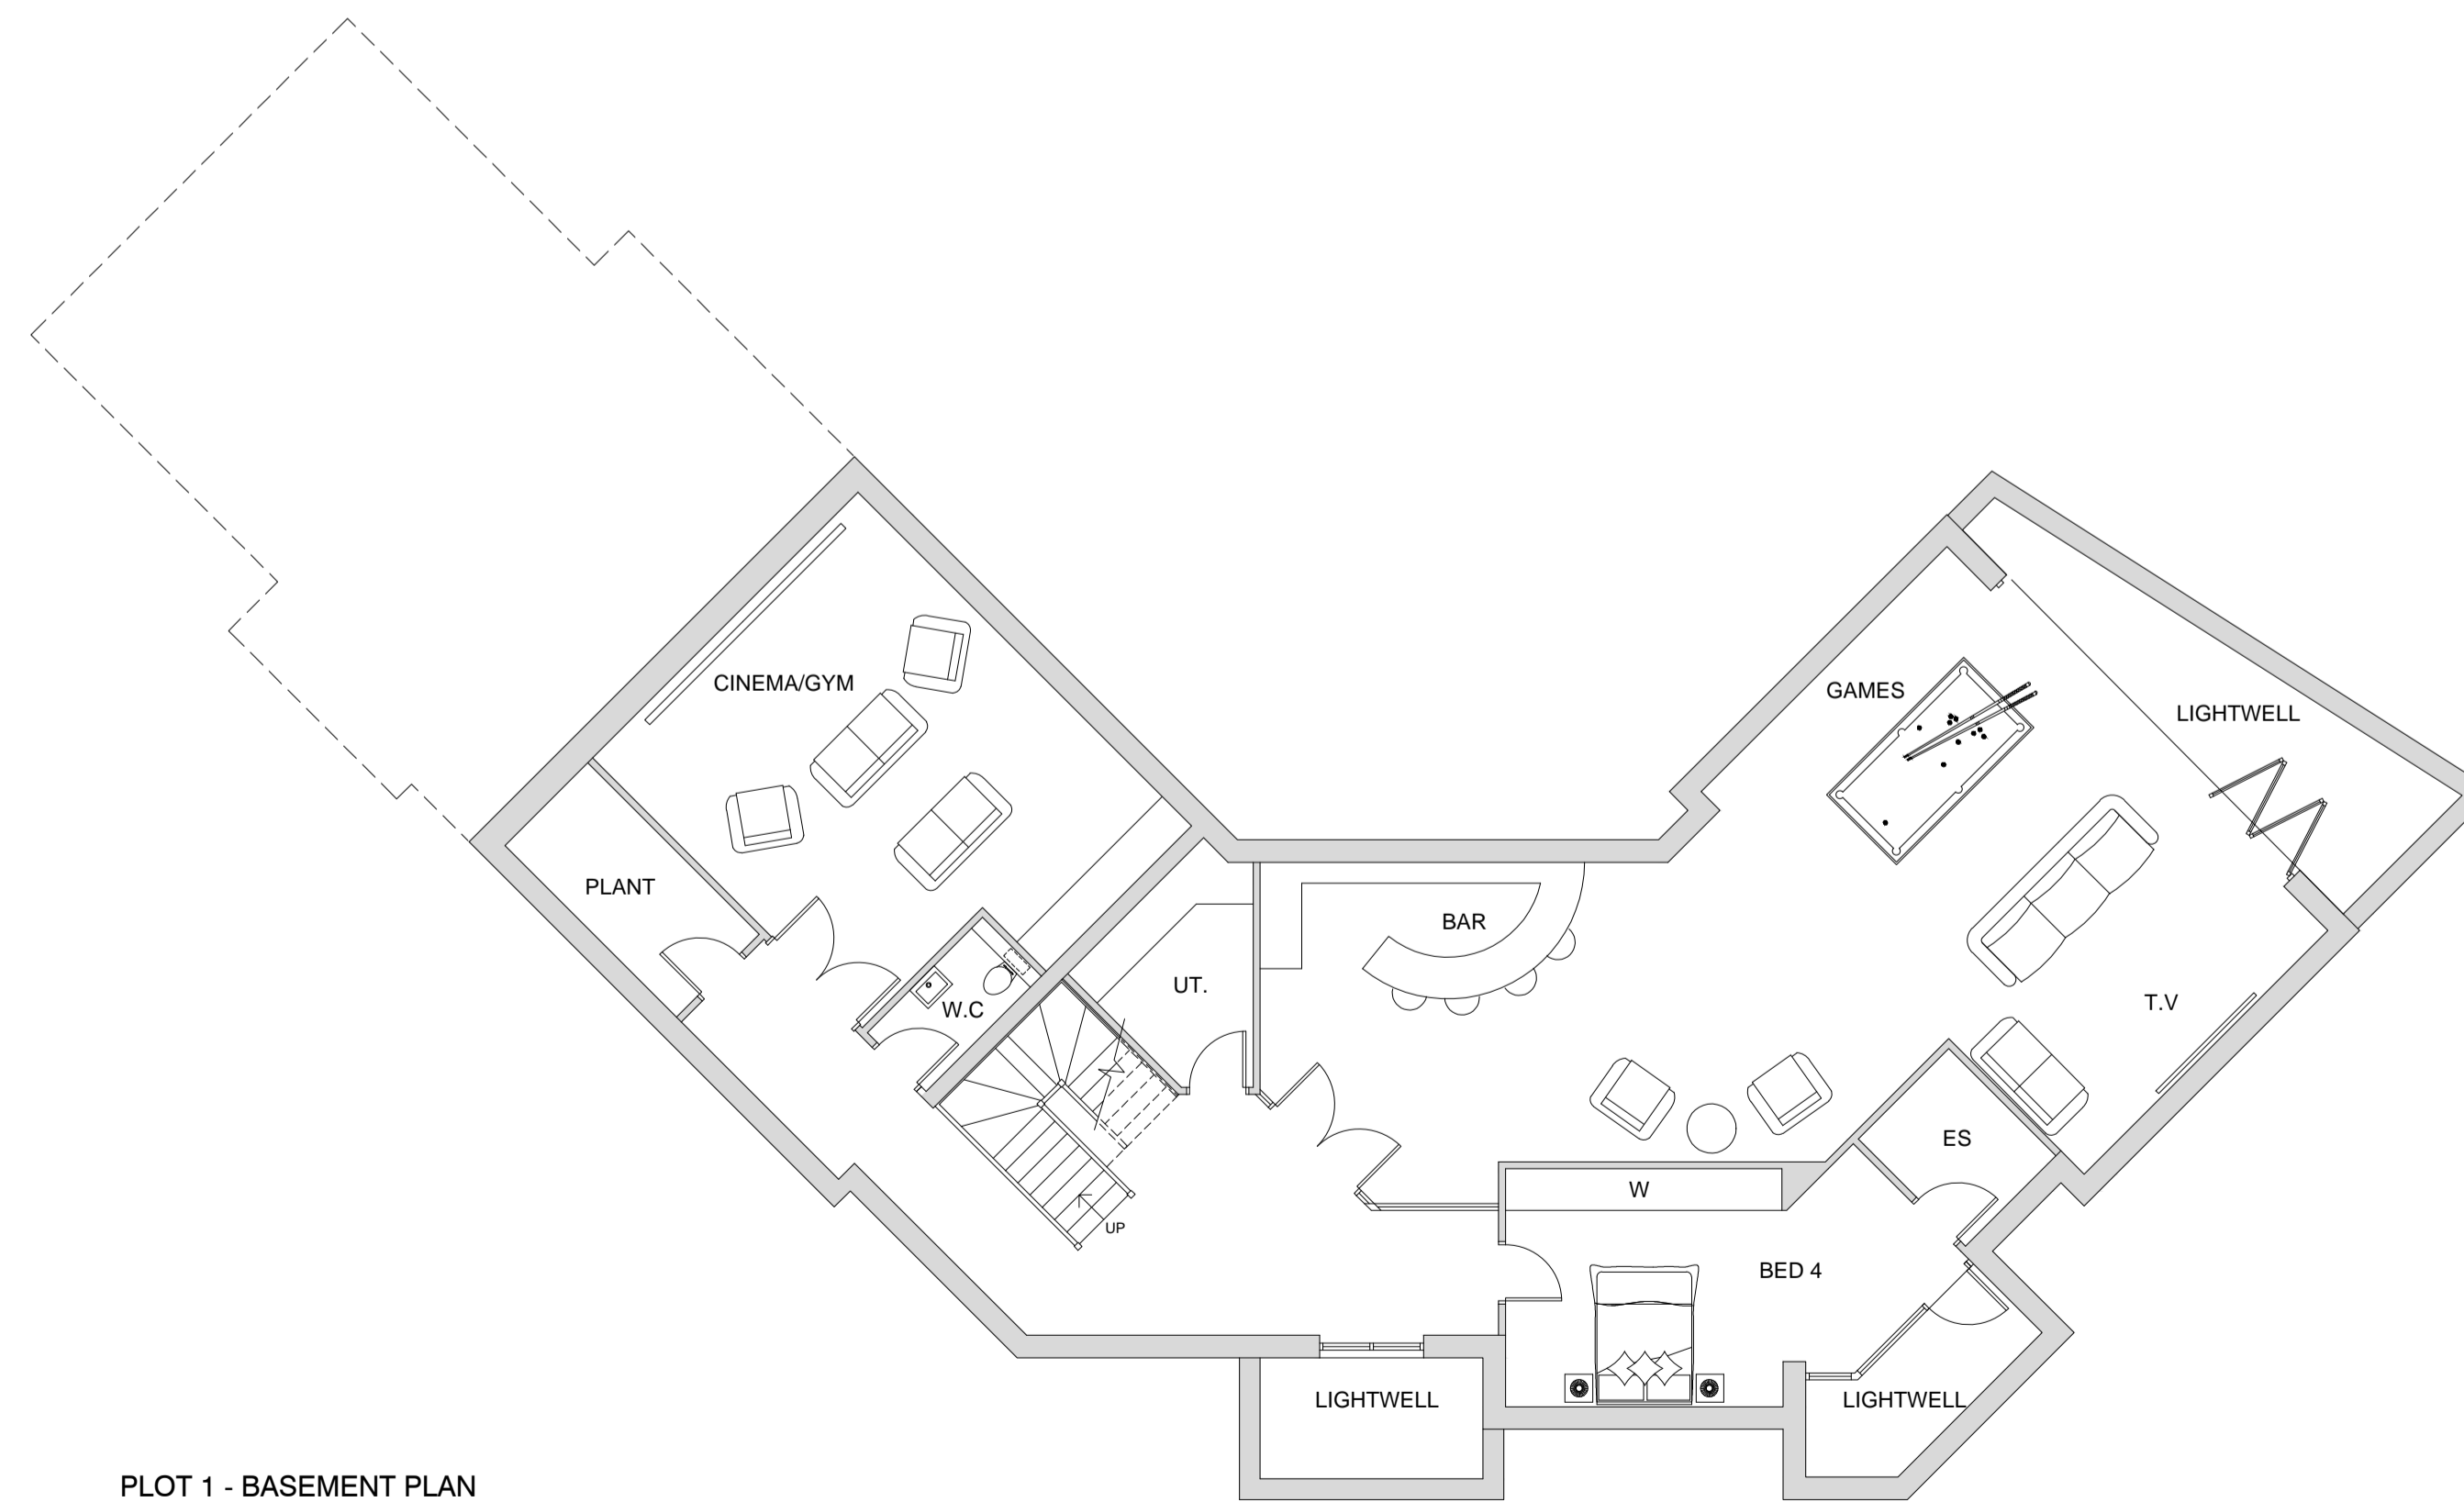 CINEMA/GYM
GAMES
LIGHTWELL
PLANT
BAR
UT.
W.C
T.V
ES
W
UP
BED 4
LIGHTWELL
LIGHTWELL
PLOT 1 - BASEMENT PLAN